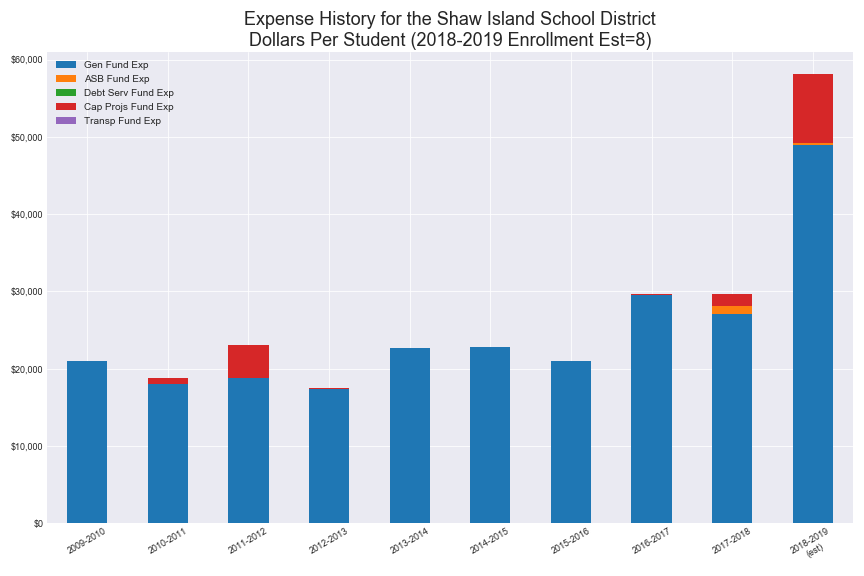 Expense History for the Shaw Island School District
Dollars Per Student (2018-2019 Enrollment Est=8)
Gen Fund Exp
ASB Fund Exp
Debt Serv Fund Exp
Cap Projs Fund Exp
Transp Fund Exp
$60,000
$50,000
$40,000
$30,000
$20,000
$10,000
$0
2009-2010
2010-2011
2011-2012
2012-2013
2013-2014
2014-2015
2015-2016
2016-2017
2017-2018
2018-2019
(est)